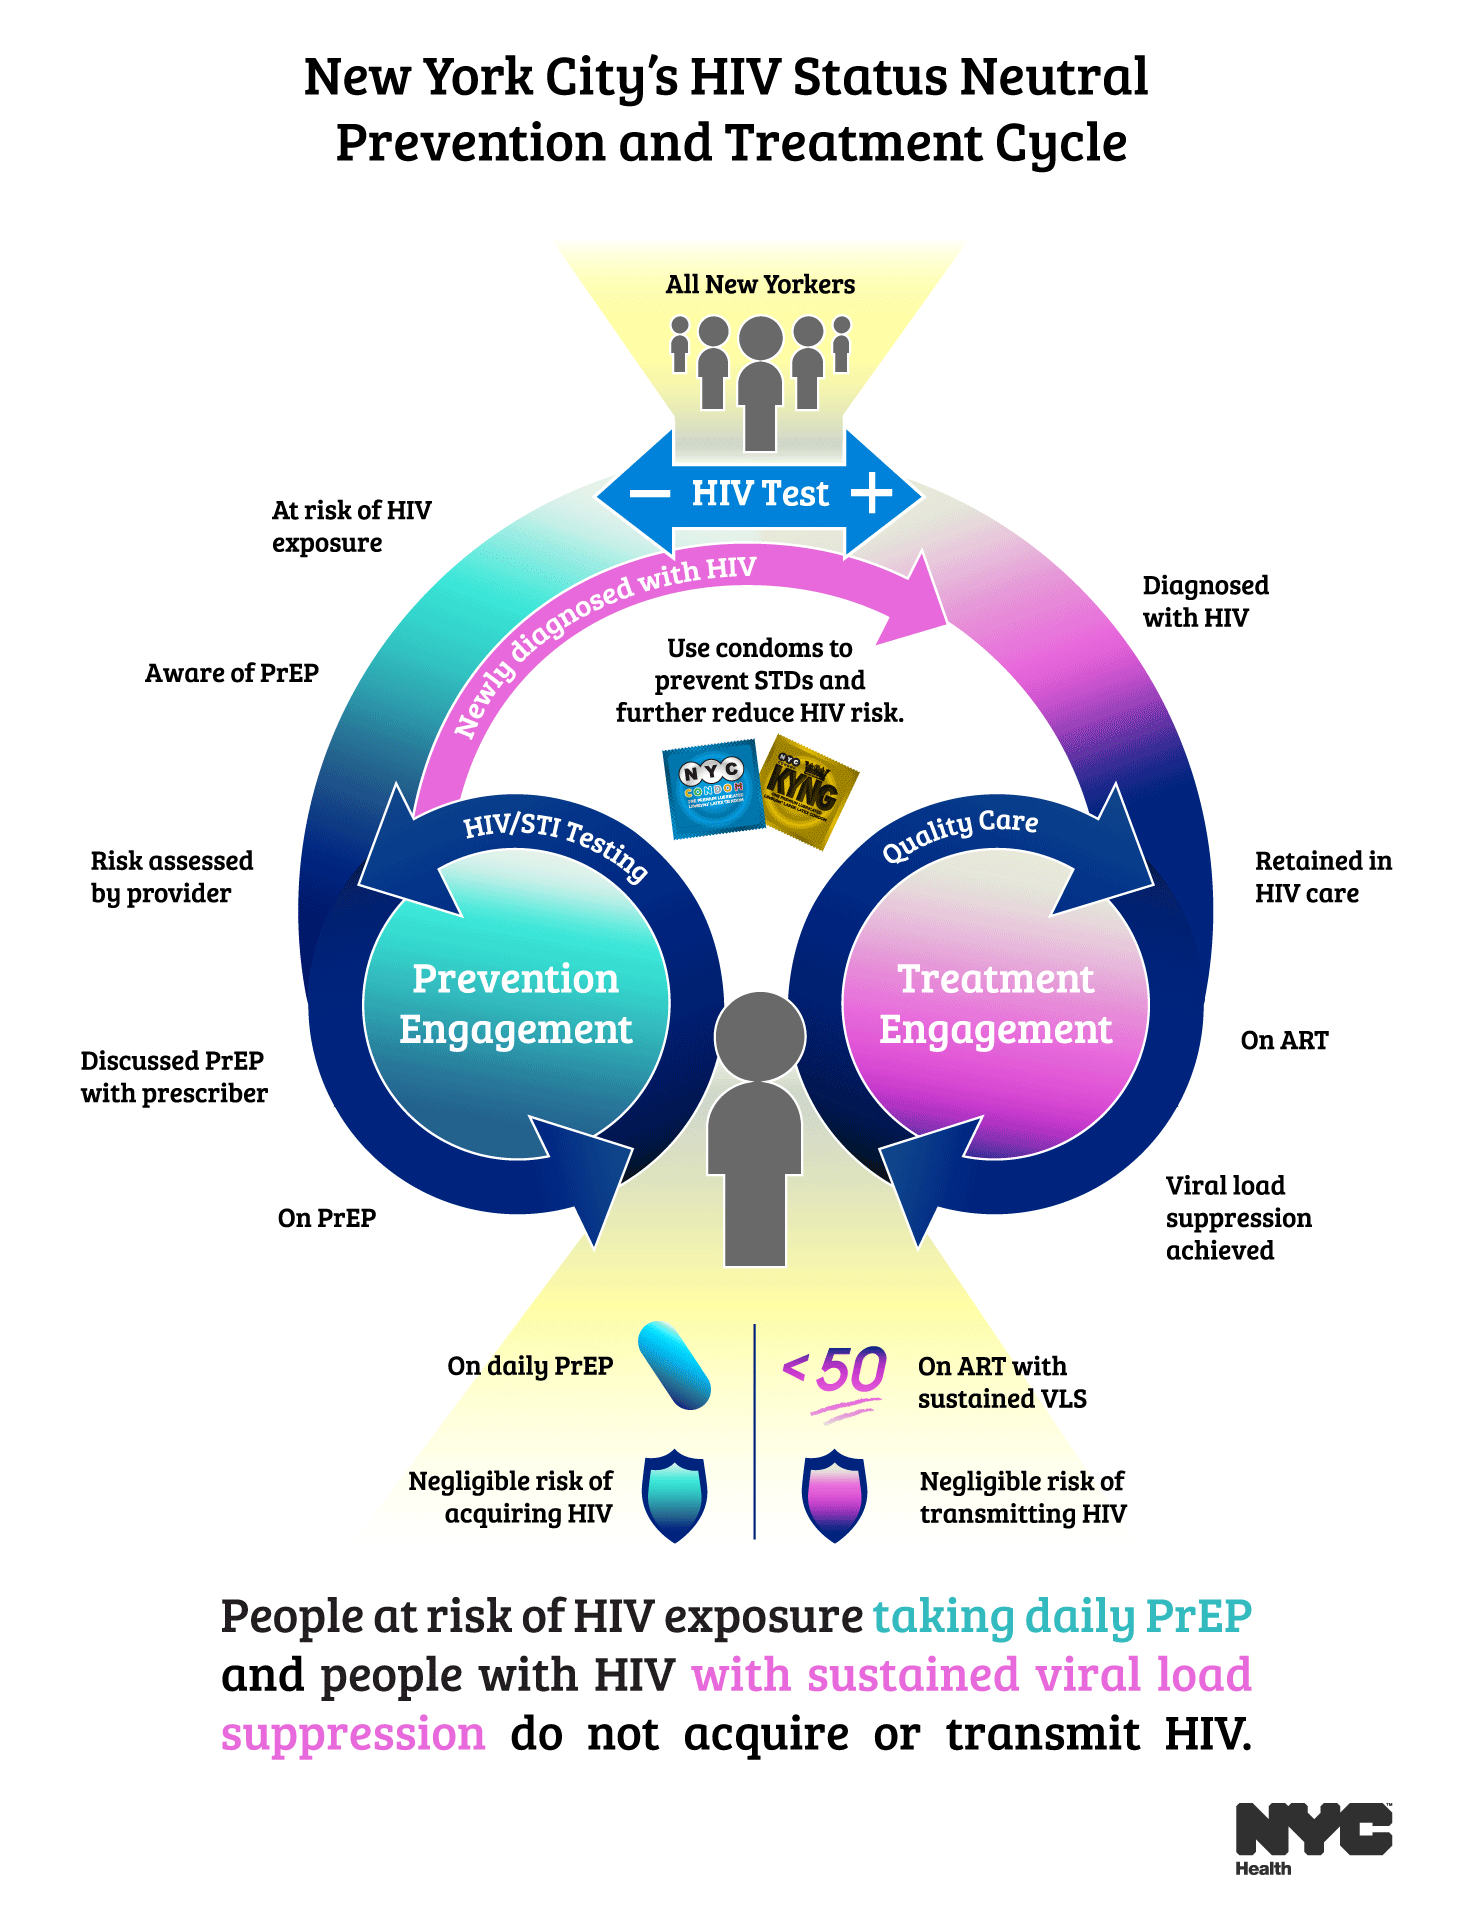 New York City's HIV Status Neutral
Prevention and Treatment Cycle
All New Yorkers
− HIV Test +
At risk of HIV
exposure
Aware of PrEP
Risk assessed
by provider
Discussed PrEP
with prescriber
On PrEP
Newly diagnosed with HIV
Use condoms to
prevent STDs and
further reduce HIV risk.
NYC
CONDOM
ONE PREMIUM LUBRICATED
NYC
KYNG
Diagnosed
with HIV
Retained in
HIV care
On ART
Viral load
suppression
achieved
HIV/STI Testing
Prevention
Engagement
Quality Care
Treatment
Engagement
On daily PrEP
<50
On ART with
sustained VLS
Negligible risk of
acquiring HIV
Negligible risk of
transmitting HIV
People at risk of HIV exposure taking daily PrEP
and people with HIV with sustained viral load
suppression do not acquire or transmit HIV.
NYC
Health